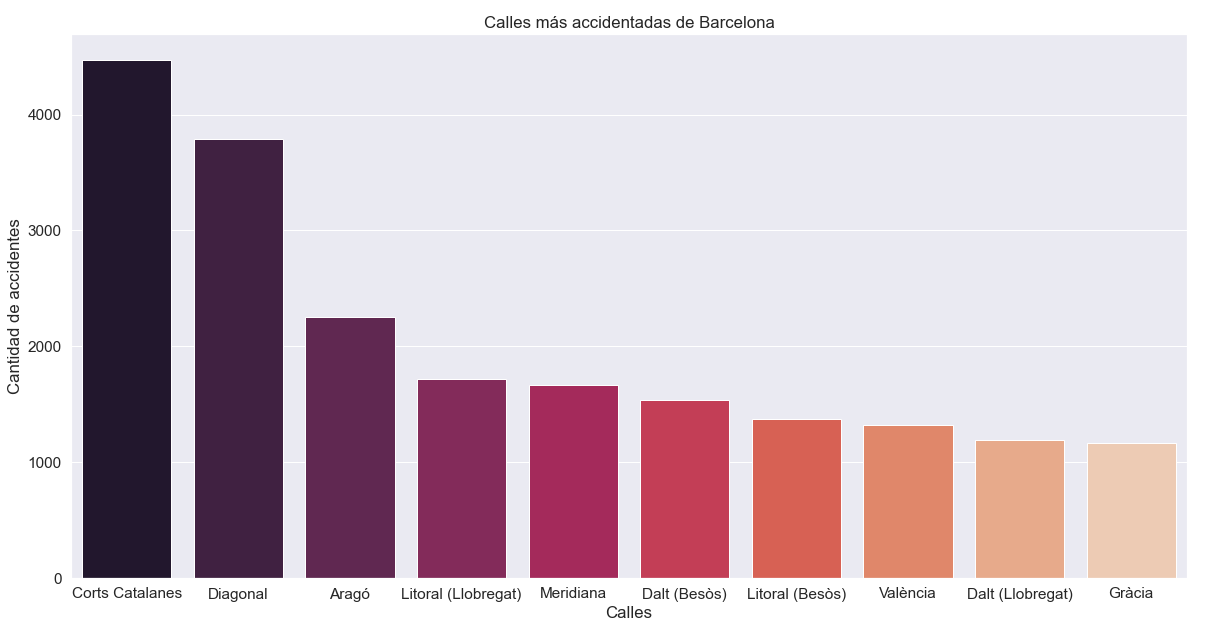 Calles más accidentadas de Barcelona
Cantidad de accidentes
4000
3000
2000
1000
0
Corts Catalanes
Diagonal
Aragó
Litoral (Llobregat)
Meridiana
Dalt (Besòs)
Litoral (Besòs)
València
Dalt (Llobregat)
Gràcia
Calles